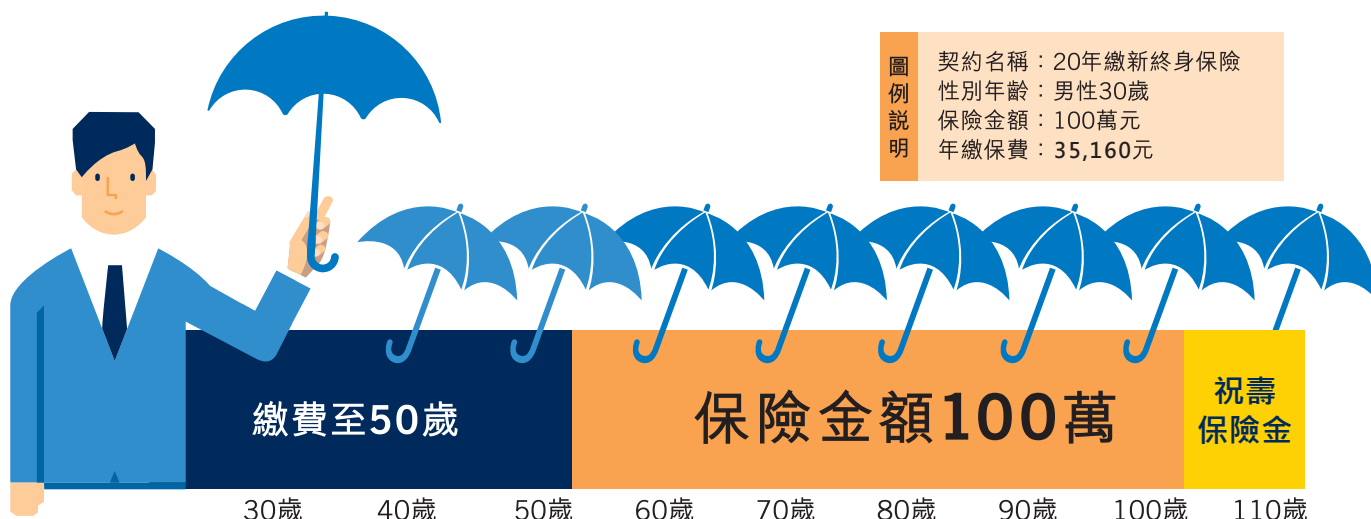 圖例説明
契約名稱：20年繳新終身保險
性別年齡：男性30歲
保險金額：100萬元
年繳保費：35,160元
繳費至50歲
保險金額100萬
祝壽
保險金
30歲 40歲 50歲 60歲 70歲 80歲 90歲 100歲 110歲